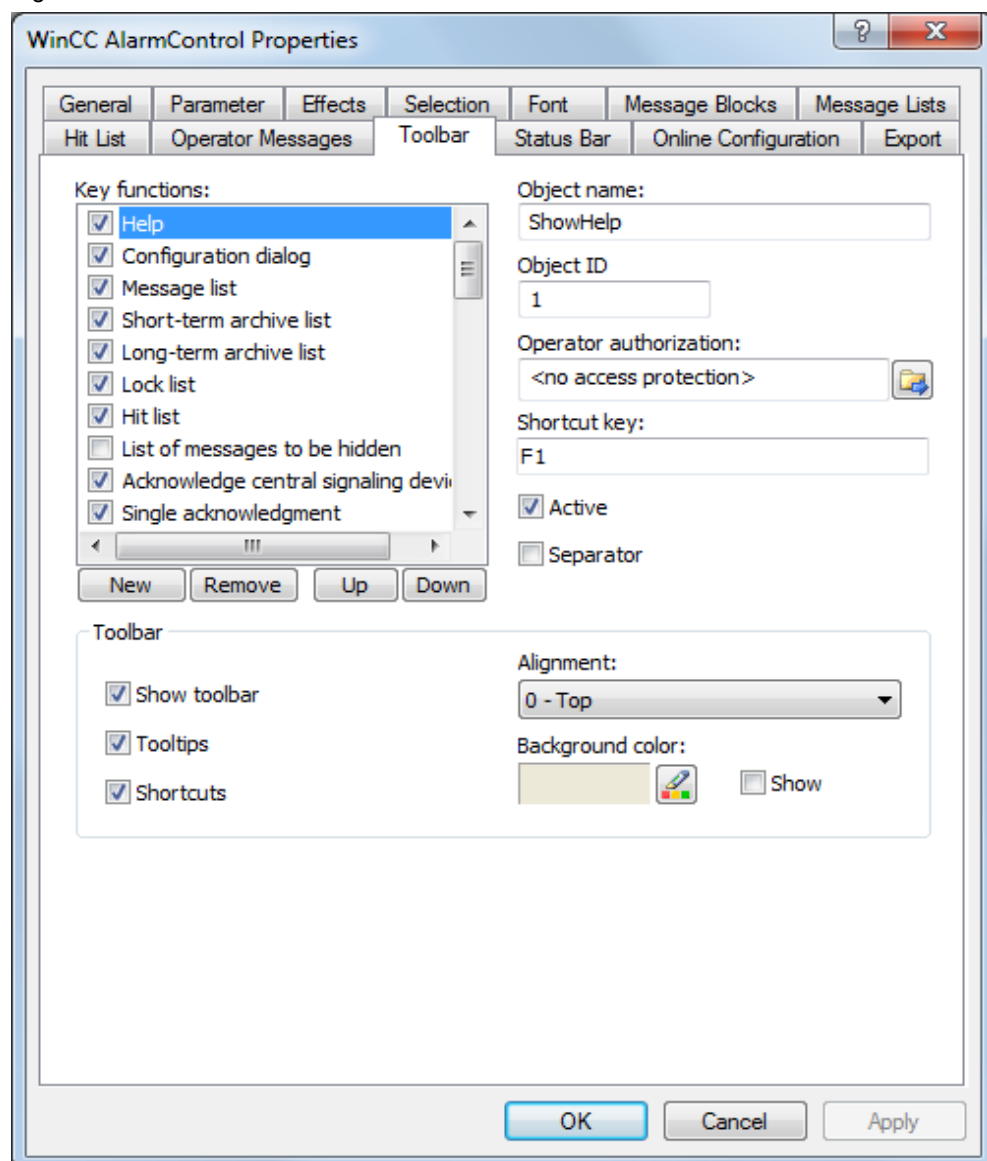 WinCC AlarmControl Properties
General Parameter Effects Selection Font Message Blocks Message Lists
Hit List Operator Messages Toolbar Status Bar Online Configuration Export
Key functions:
Help
Configuration dialog
Message list
Short-term archive list
Long-term archive list
Lock list
Hit list
List of messages to be hidden
Acknowledge central signaling devi
Single acknowledgment
New Remove Up Down
Object name:
ShowHelp
Object ID
1
Operator authorization:
<no access protection>
Shortcut key:
F1
Active
Separator
Toolbar
Show toolbar
Tooltips
Shortcuts
Alignment:
0 - Top
Background color:
Show
OK Cancel Apply